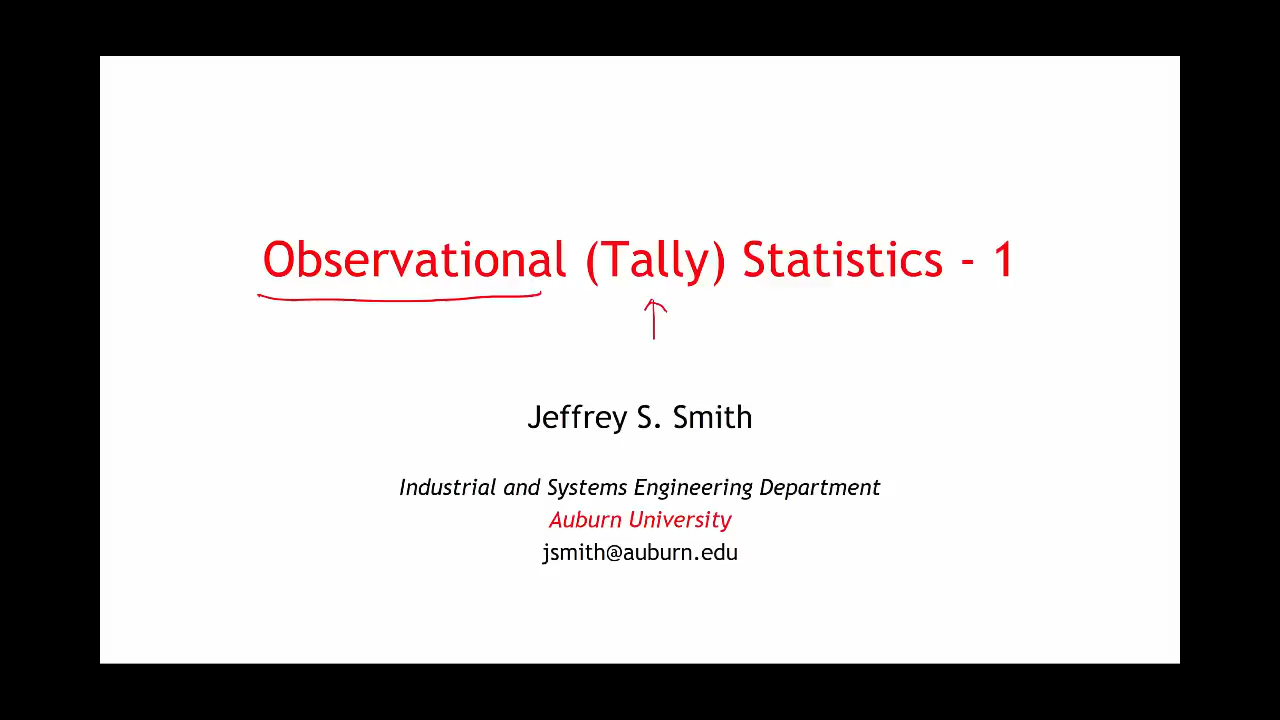 Observational (Tally) Statistics - 1
Jeffrey S. Smith
Industrial and Systems Engineering Department
Auburn University
jsmith@auburn.edu